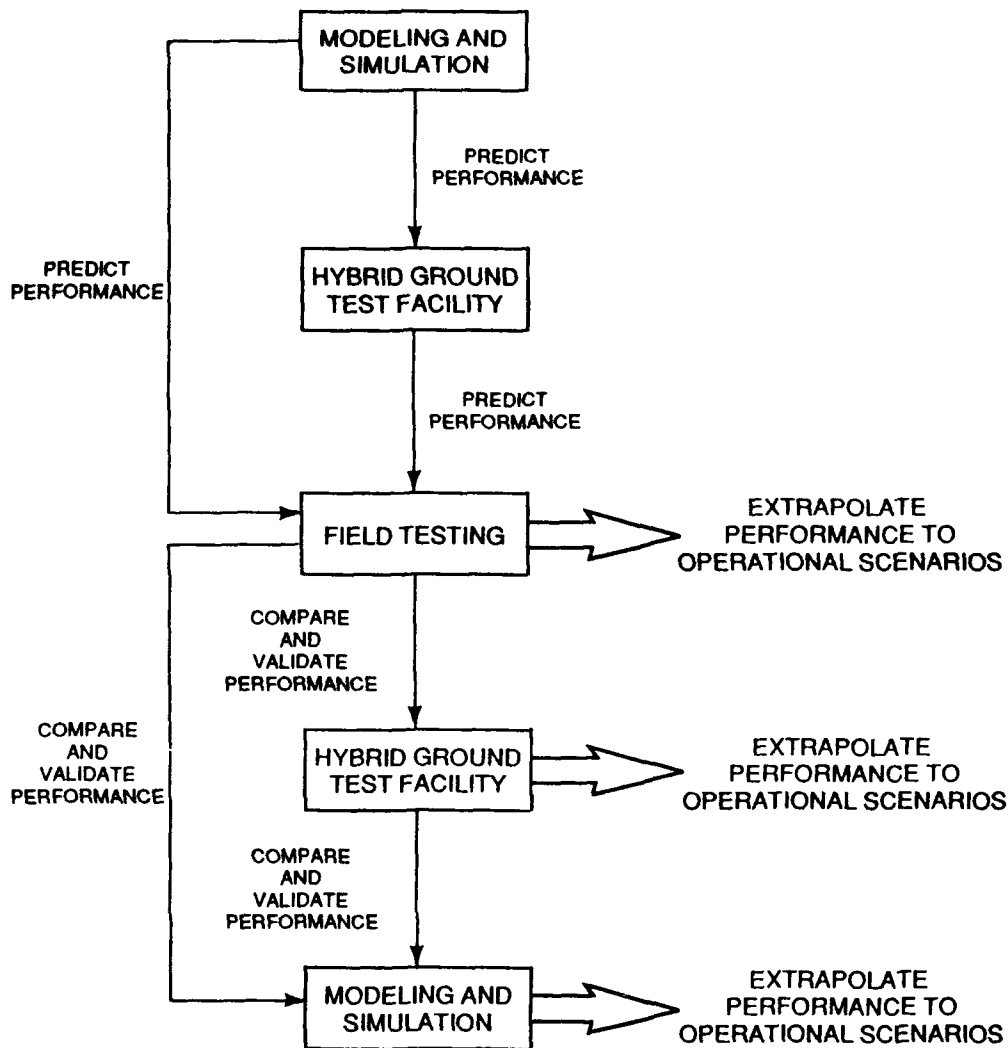 MODELING AND
SIMULATION
PREDICT
PERFORMANCE
PREDICT
PERFORMANCE
HYBRID GROUND
TEST FACILITY
PREDICT
PERFORMANCE
FIELD TESTING
EXTRAPOLATE
PERFORMANCE TO
OPERATIONAL SCENARIOS
COMPARE
AND
VALIDATE
PERFORMANCE
COMPARE
AND
VALIDATE
PERFORMANCE
HYBRID GROUND
TEST FACILITY
EXTRAPOLATE
PERFORMANCE TO
OPERATIONAL SCENARIOS
COMPARE
AND
VALIDATE
PERFORMANCE
MODELING AND
SIMULATION
EXTRAPOLATE
PERFORMANCE TO
OPERATIONAL SCENARIOS